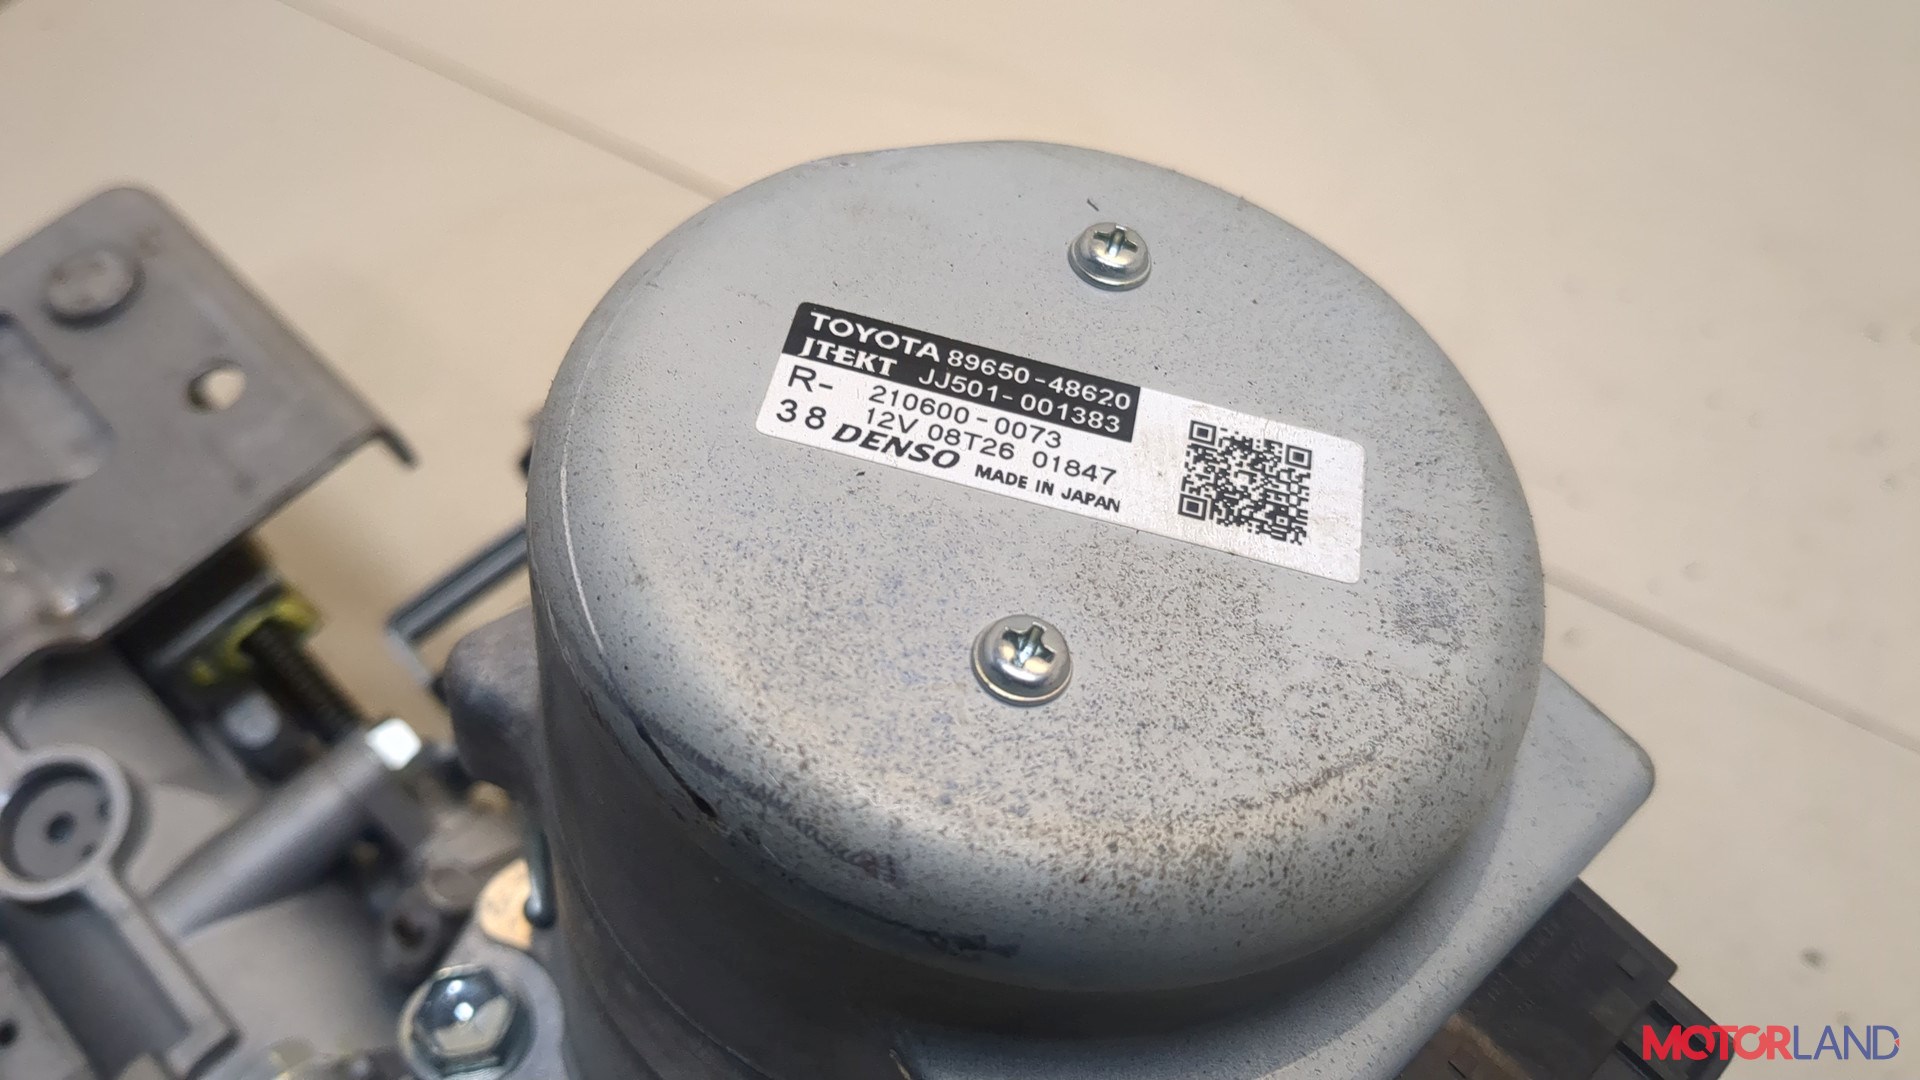 TOYOTA 89650-48620
JTEKT JJ501-001383
R- 210600-0073
38 12V 08T26 01847
DENSO MADE IN JAPAN
MOTORLAND